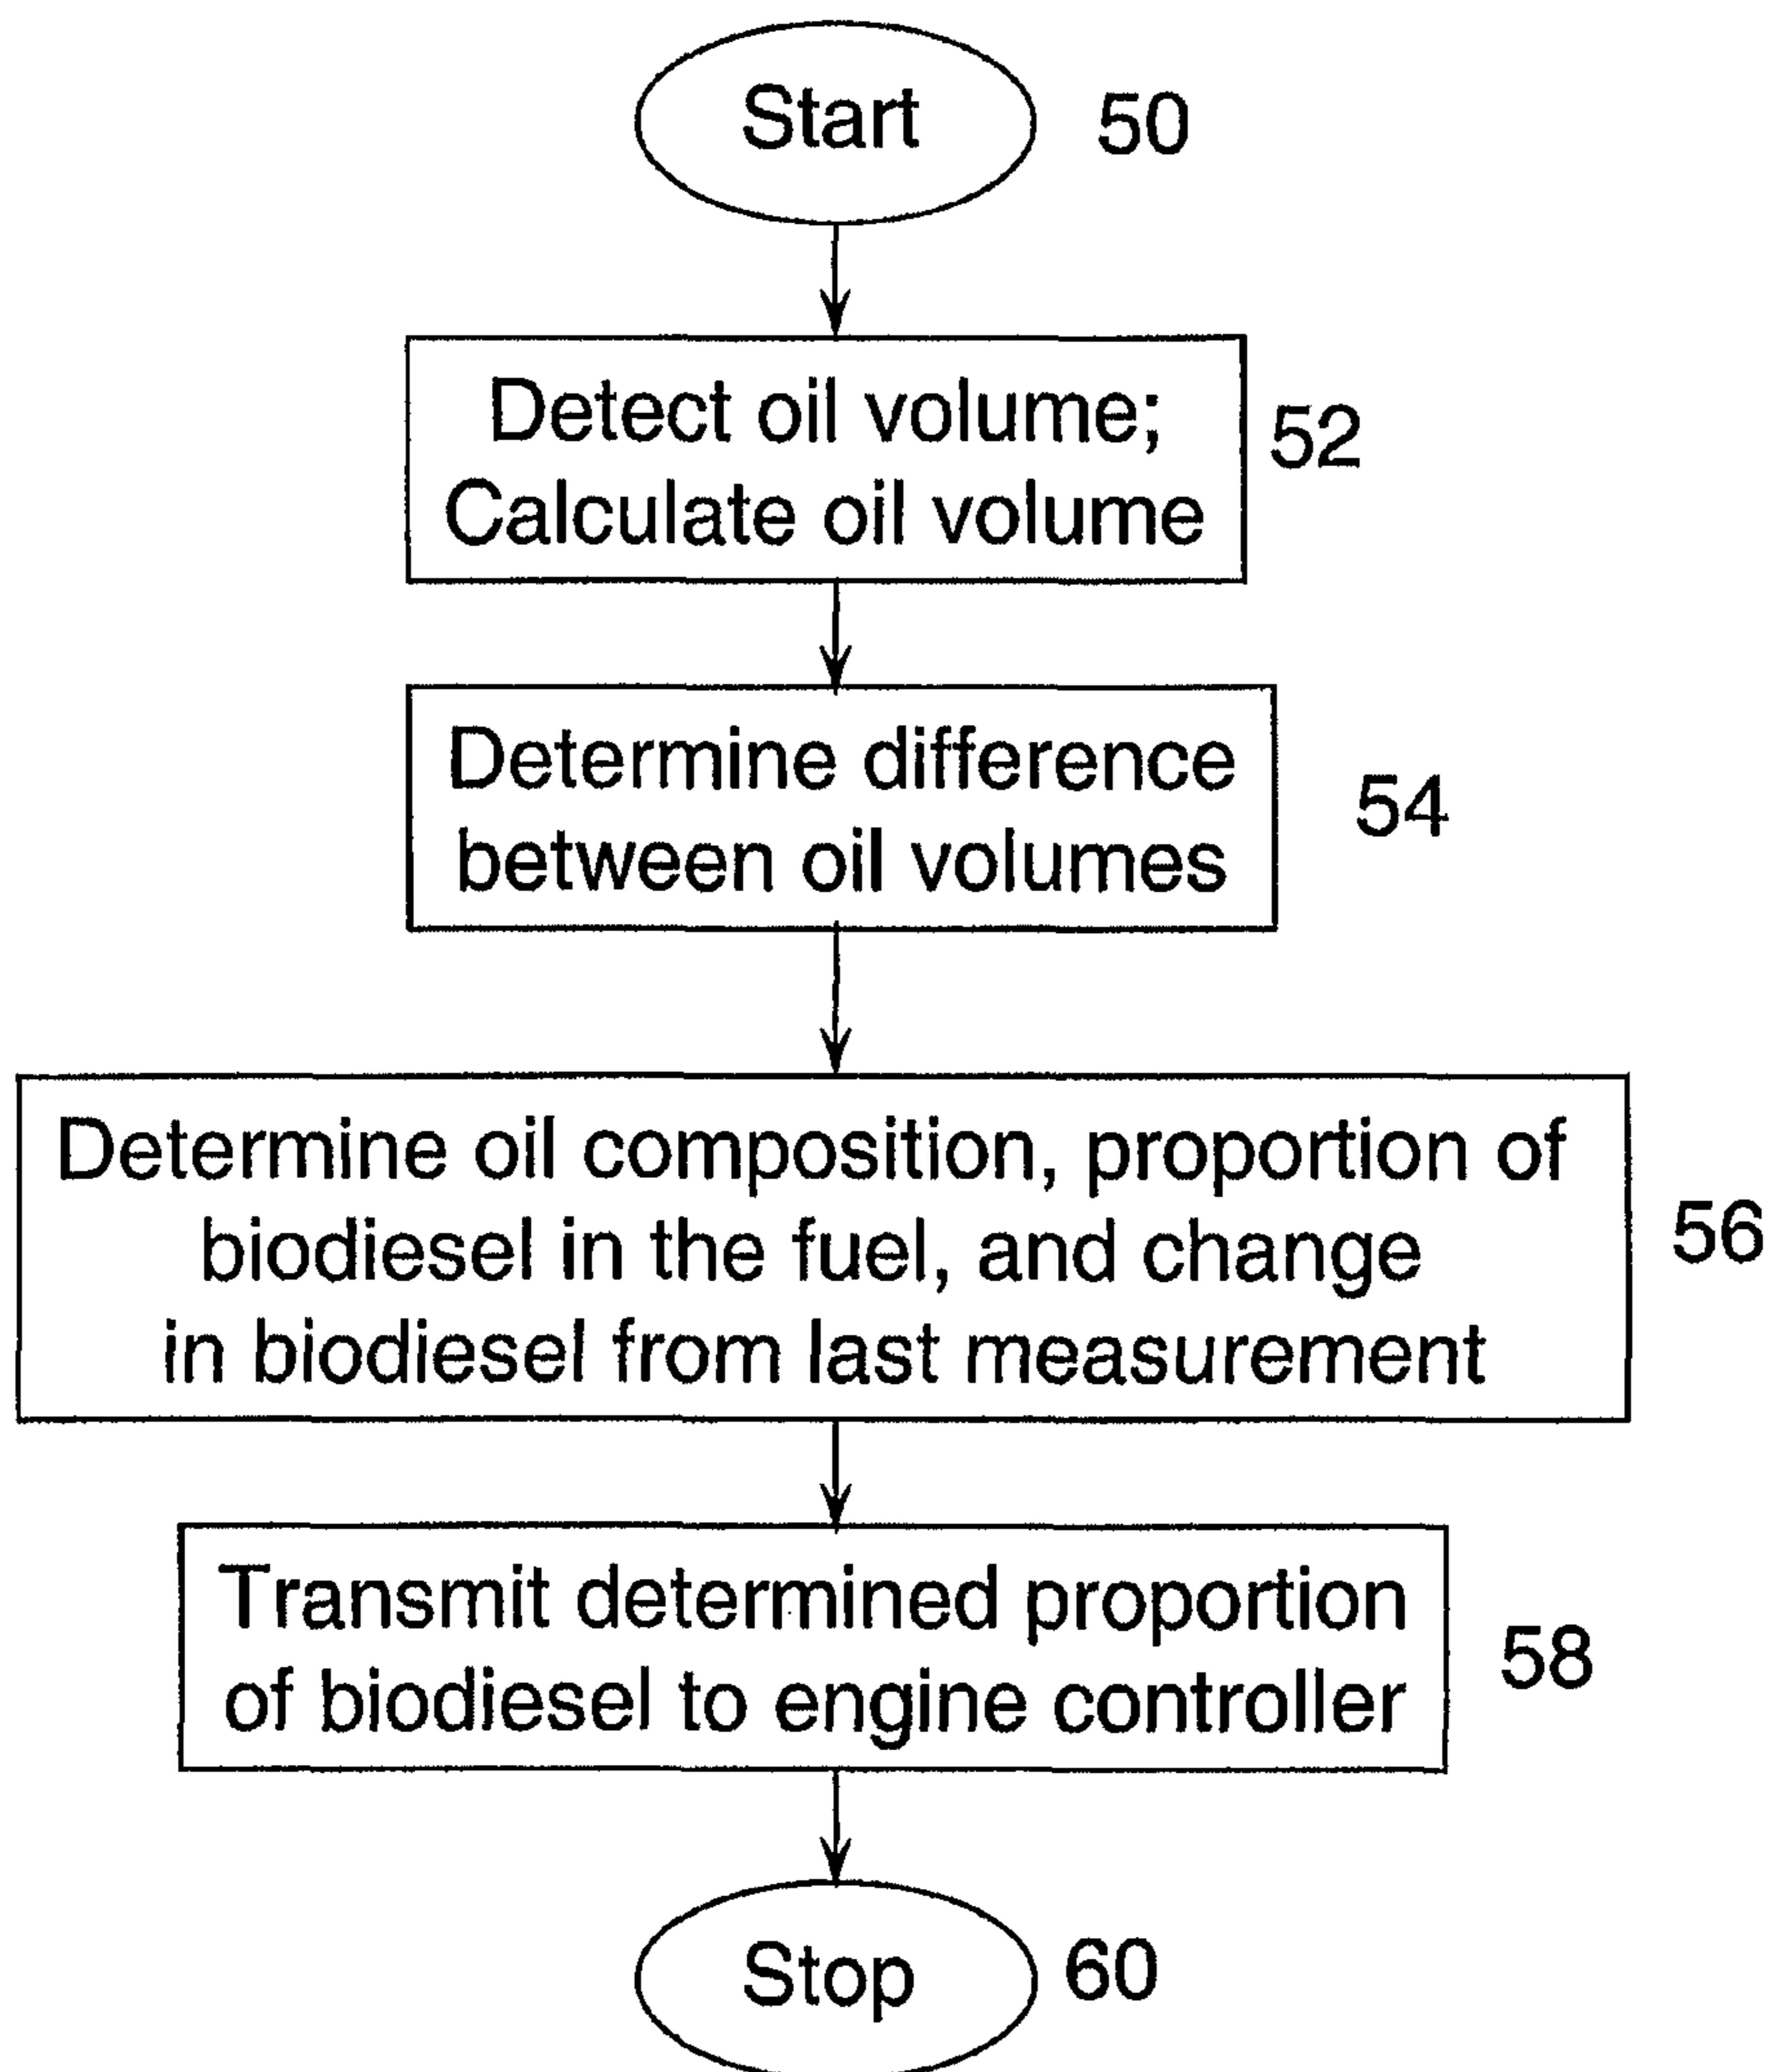 Start
50
Detect oil volume;
Calculate oil volume
52
Determine difference
between oil volumes
54
Determine oil composition, proportion of
biodiesel in the fuel, and change
in biodiesel from last measurement
56
Transmit determined proportion
of biodiesel to engine controller
58
Stop
60